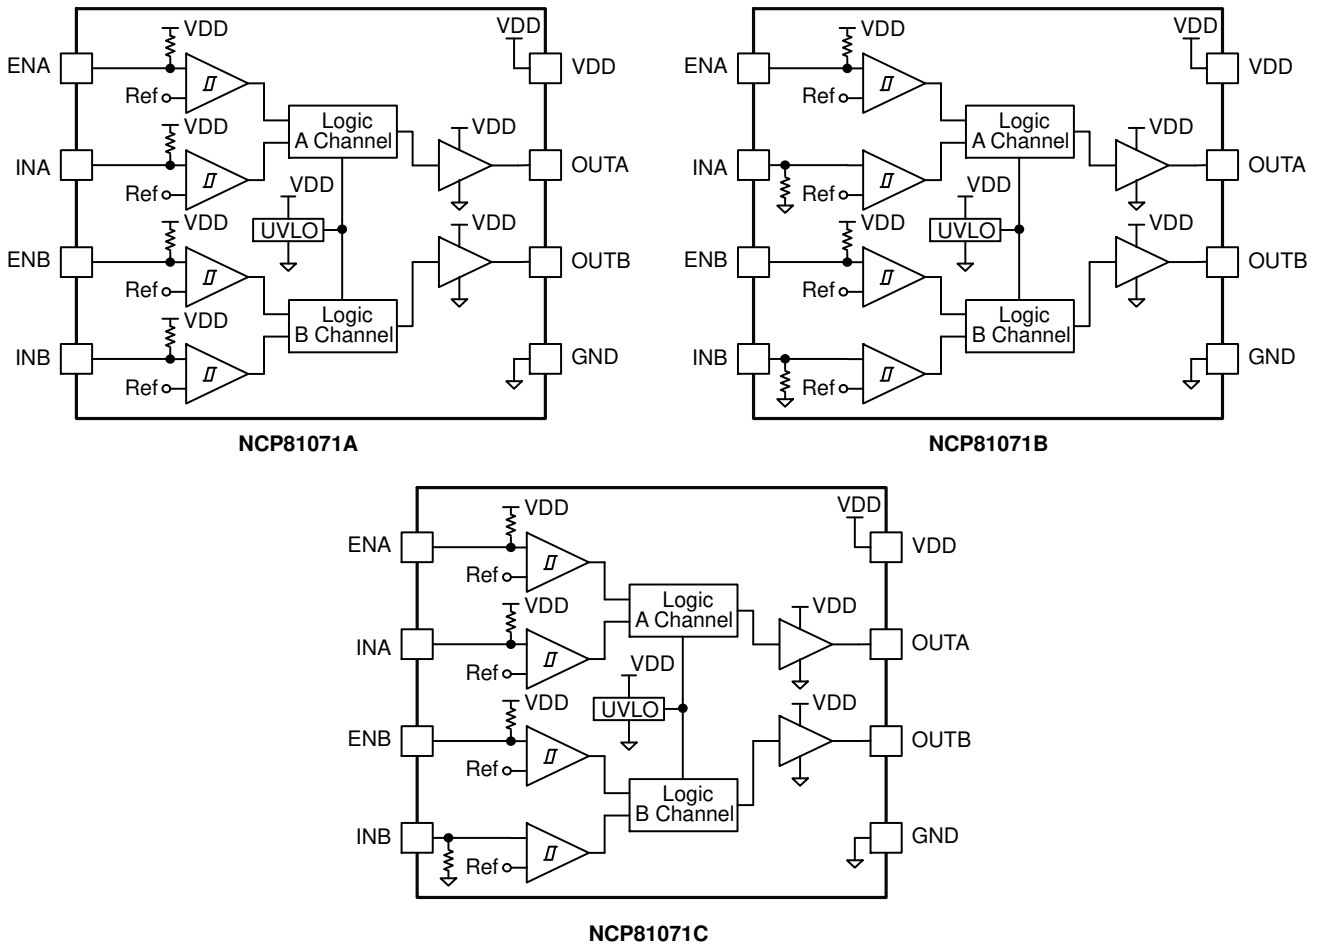 VDD
VDD
ENA
VDD
Ref
Logic
A Channel
VDD
VDD
INA
OUTA
Ref
VDD
UVLO
VDD
VDD
ENB
OUTB
Ref
Logic
B Channel
VDD
INB
GND
Ref
NCP81071A
VDD
VDD
ENA
VDD
Ref
Logic
A Channel
VDD
INA
OUTA
Ref
VDD
UVLO
VDD
VDD
ENB
OUTB
Ref
Logic
B Channel
INB
GND
Ref
NCP81071B
VDD
VDD
ENA
VDD
Ref
Logic
A Channel
VDD
VDD
INA
OUTA
Ref
VDD
UVLO
VDD
VDD
ENB
OUTB
Ref
Logic
B Channel
INB
GND
Ref
NCP81071C